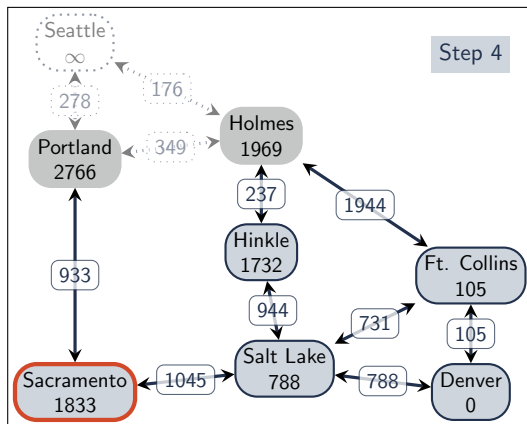 Seattle
∞
Step 4
278
176
Holmes
1969
Portland
2766
349
237
1944
Hinkle
1732
Ft. Collins
105
933
944
731
105
Salt Lake
788
Sacramento
1833
1045
788
Denver
0